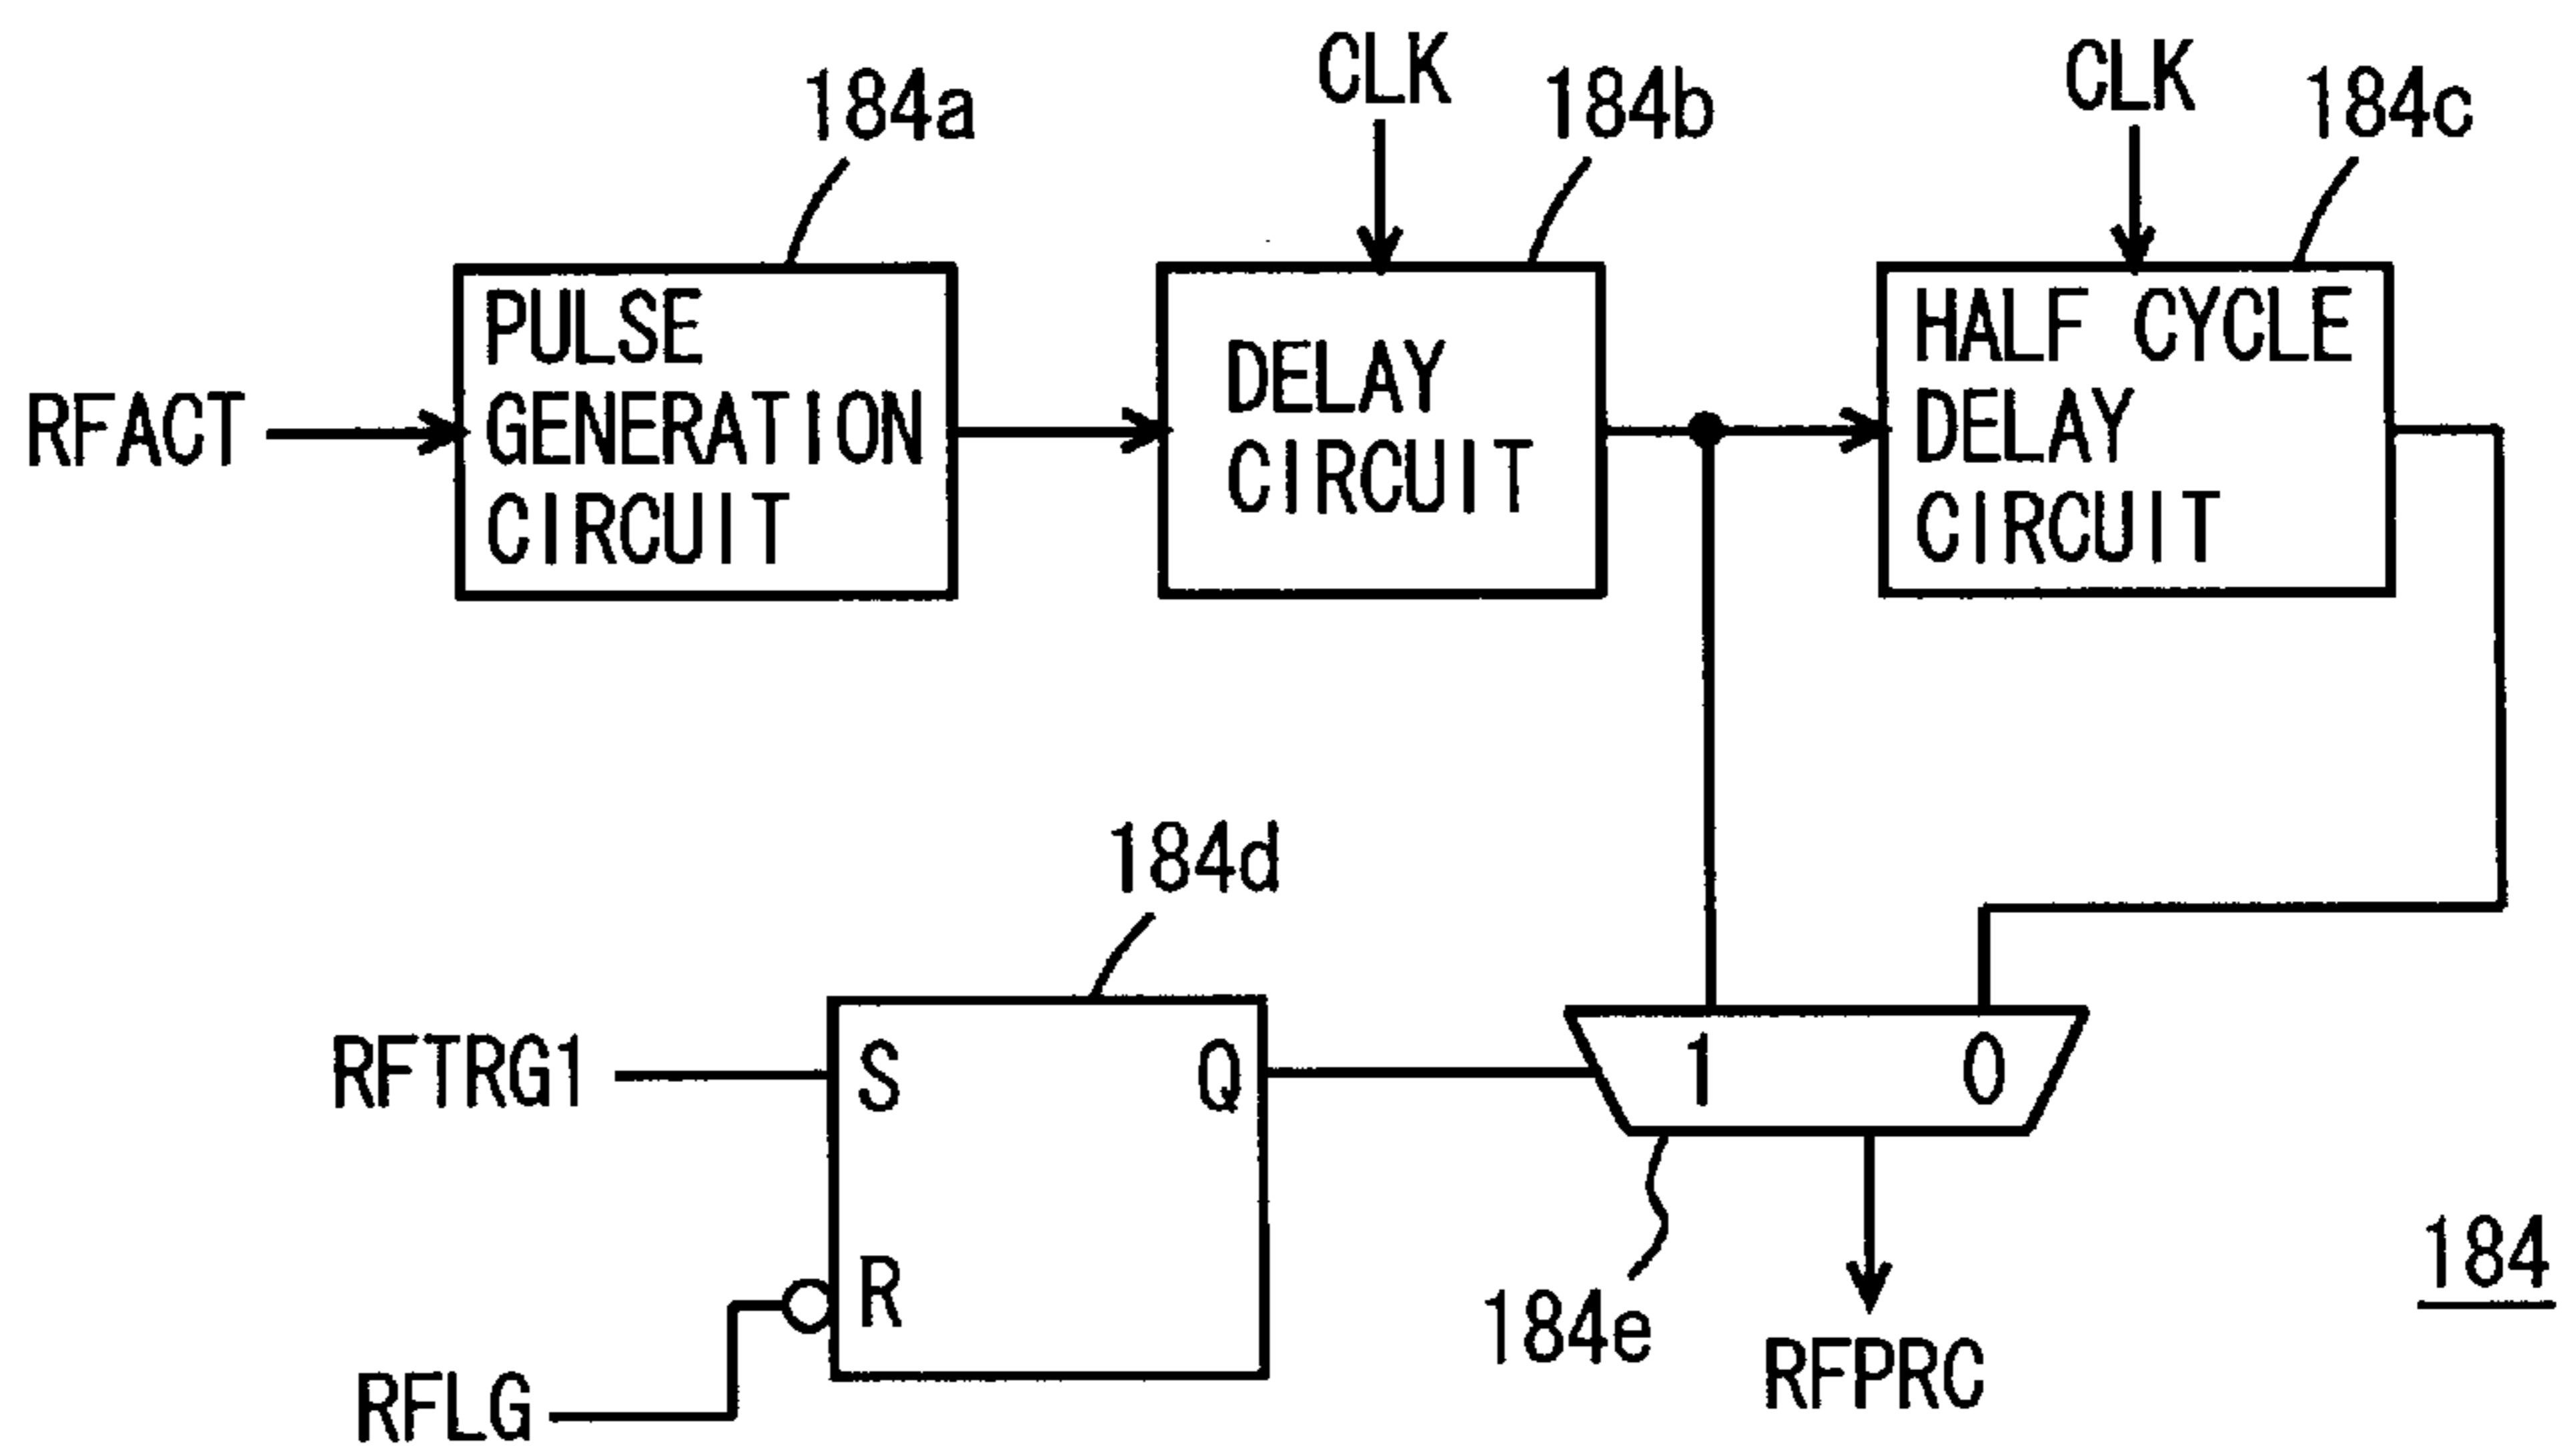 CLK
CLK
184a
184b
184c
PULSE
GENERATION
CIRCUIT
DELAY
CIRCUIT
HALF CYCLE
DELAY
CIRCUIT
RFACT
184d
RFTRG1
S
Q
1
0
R
184
184e
RFPRC
RFLG